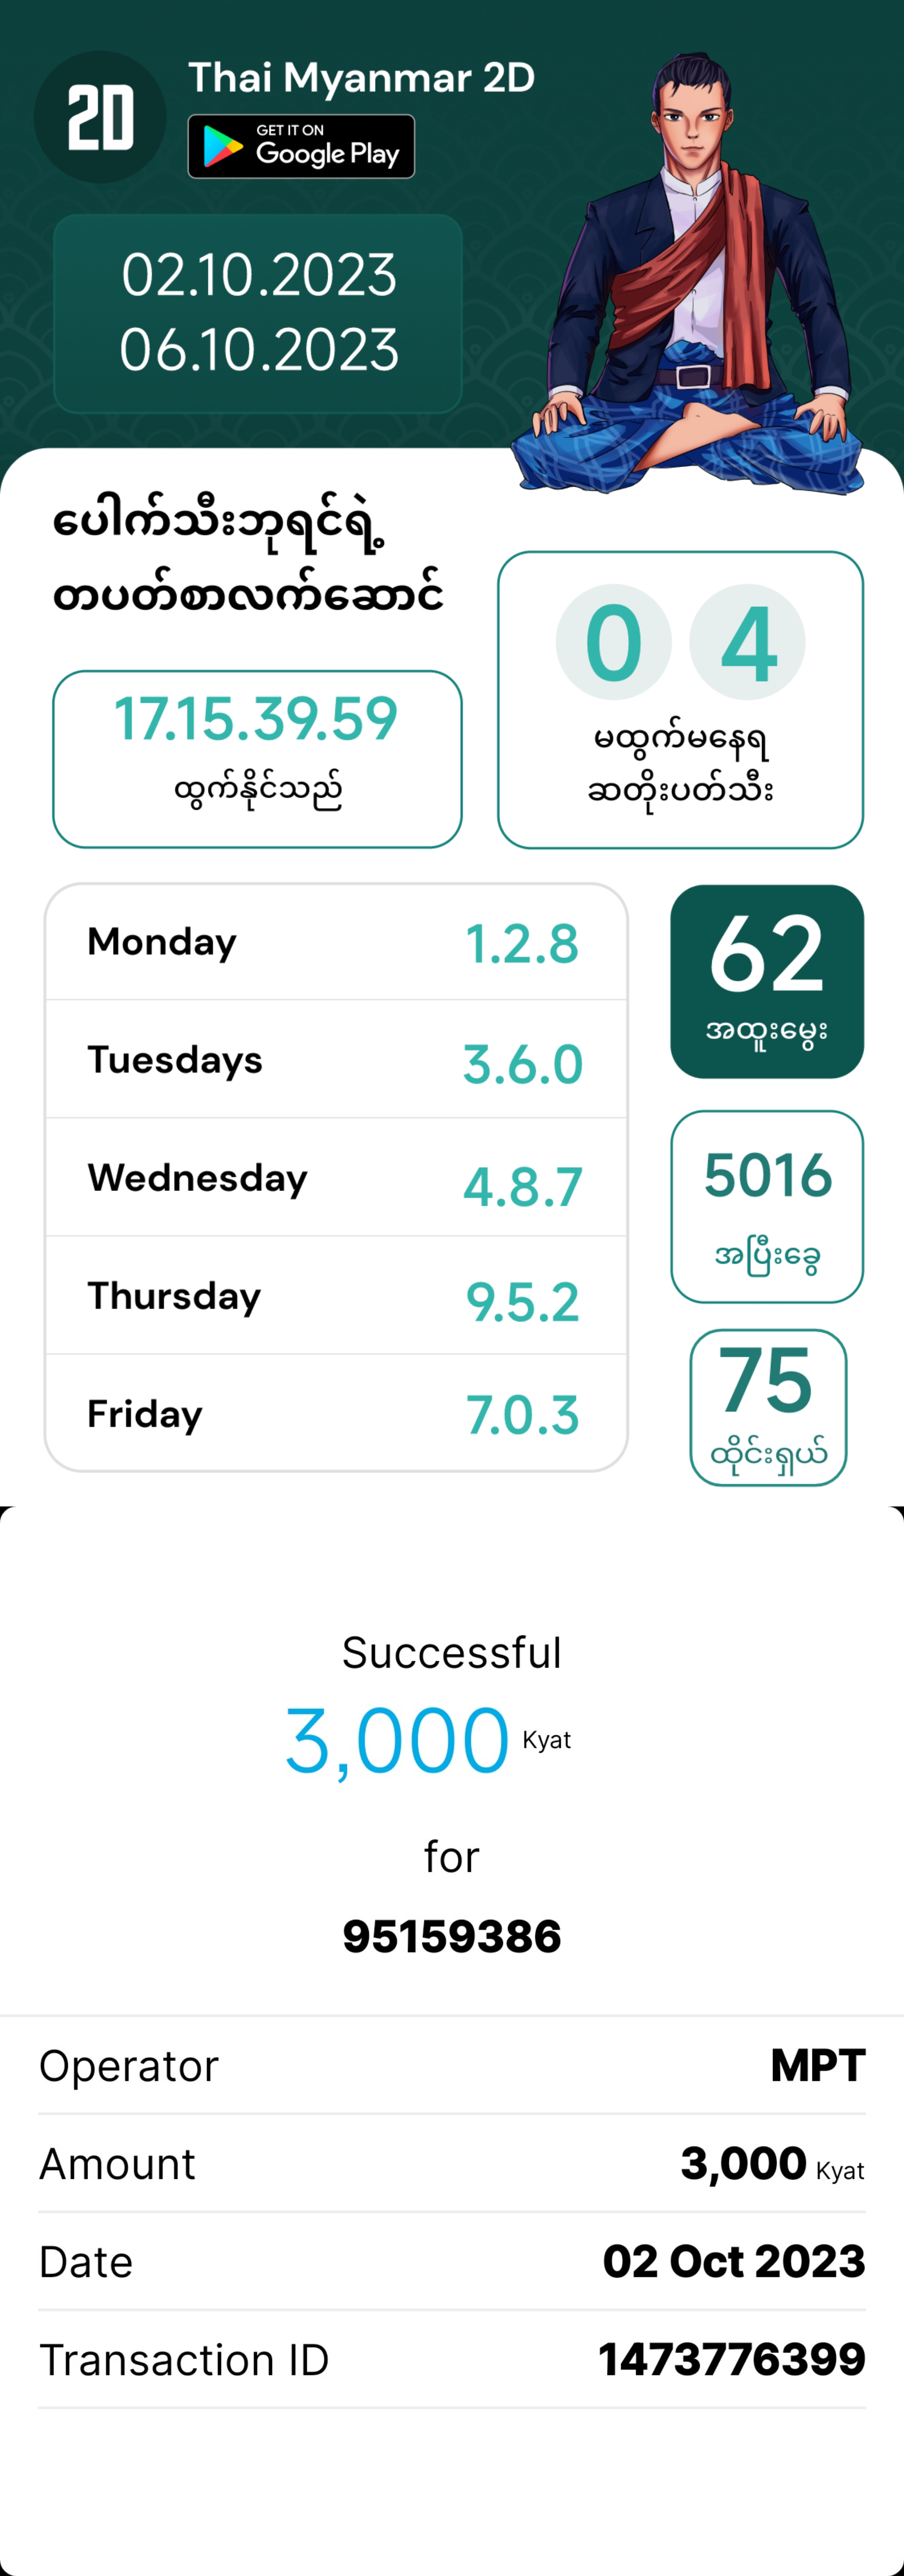 2D
Thai Myanmar 2D
GET IT ON
Google Play
02.10.2023
06.10.2023
ပေါက်သီးဘုရင်ရဲ့
တပတ်စာလက်ဆောင်
0 4
မထွက်မနေရ
ဆတိုးပတ်သီး
17.15.39.59
ထွက်နိုင်သည်
Monday 1.2.8
Tuesdays 3.6.0
Wednesday 4.8.7
Thursday 9.5.2
Friday 7.0.3
62
အထူးမွေး
5016
အပြီးခွေ
75
ထိုင်းရှယ်
Successful
3,000 Kyat
for
95159386
Operator MPT
Amount 3,000 Kyat
Date 02 Oct 2023
Transaction ID 1473776399